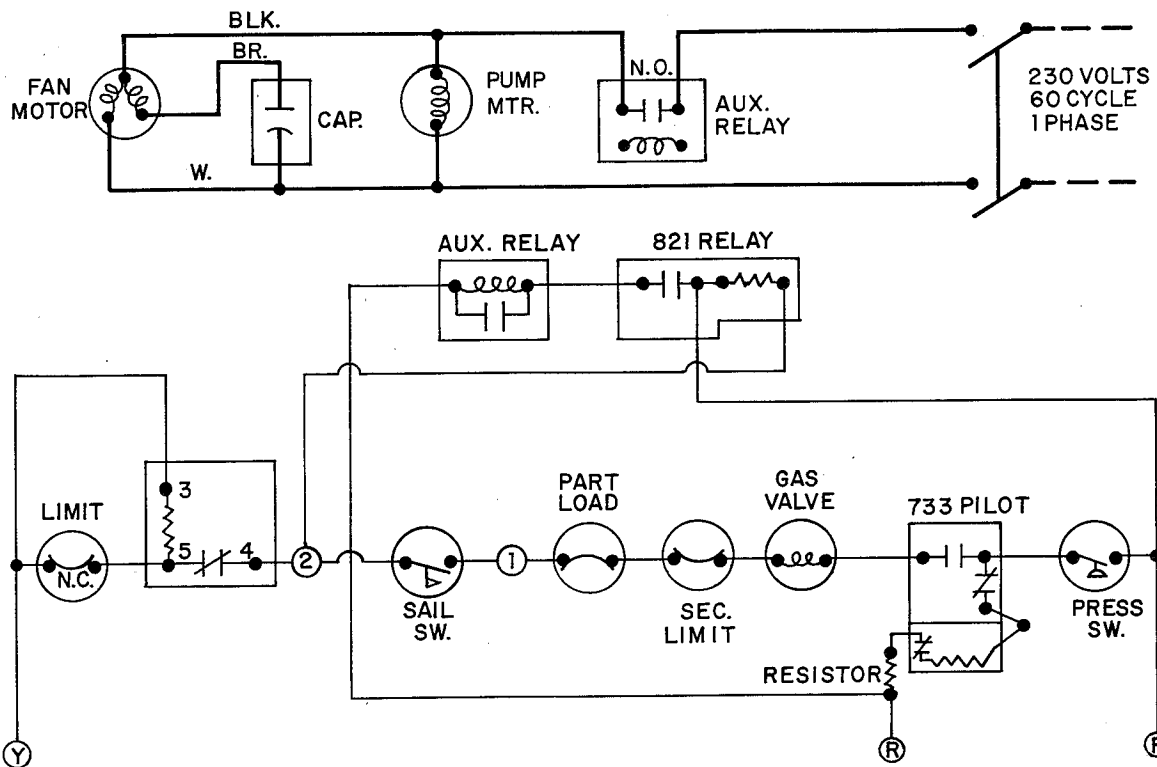 BLK.
BR.
FAN
MOTOR
CAP.
W.
PUMP
MTR.
N.O.
AUX.
RELAY
230 VOLTS
60 CYCLE
1 PHASE
AUX. RELAY
821 RELAY
3
LIMIT
N.C.
5
4
2
SAIL
SW.
1
PART
LOAD
SEC.
LIMIT
GAS
VALVE
733 PILOT
PRESS
SW.
RESISTOR
Y
R